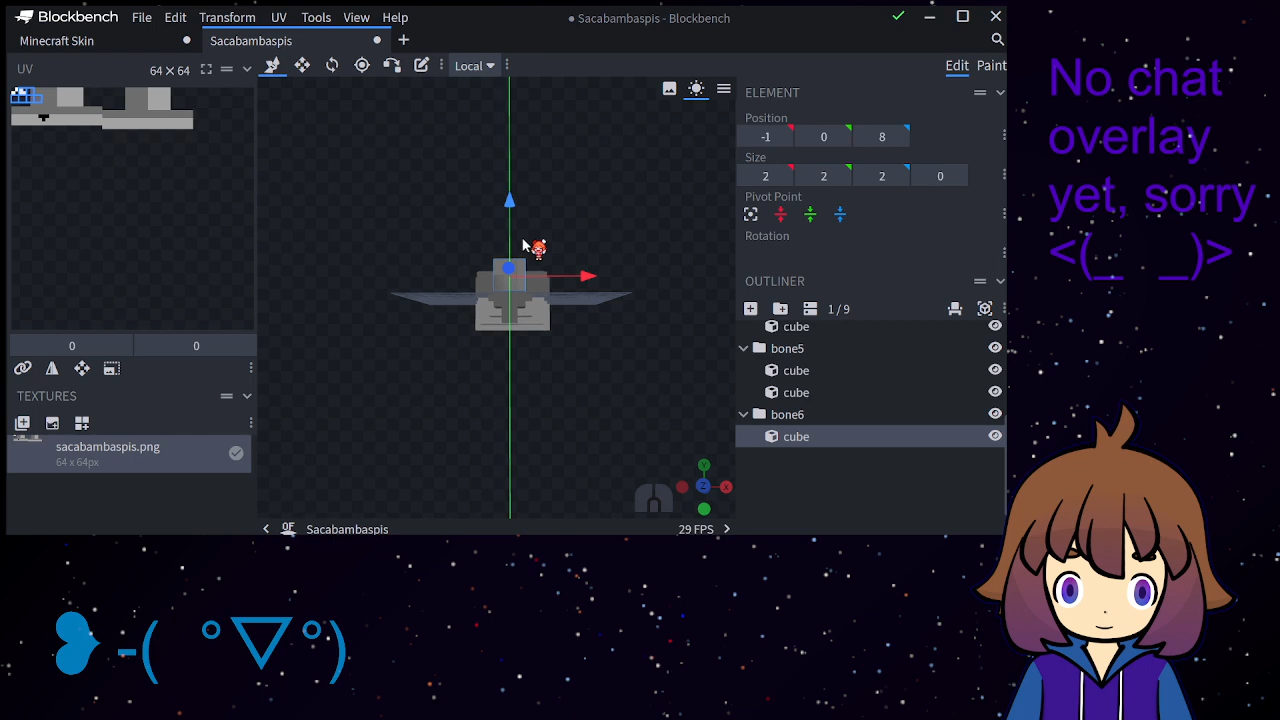 Blockbench File Edit Transform UV Tools View Help ● Sacabambaspis - Blockbench
Minecraft Skin Sacabambaspis +
UV 64 × 64 Local Edit Paint
ELEMENT
Position
-1 0 8
Size
2 2 2 0
Pivot Point
Rotation
OUTLINER
1 / 9
cube
bone5
cube
cube
bone6
cube
0 0
TEXTURES
sacabambaspis.png
64 x 64px
Y
X
Z
Sacabambaspis 29 FPS
No chat
overlay
yet, sorry
<(_ _)>
❥-( °▽°)